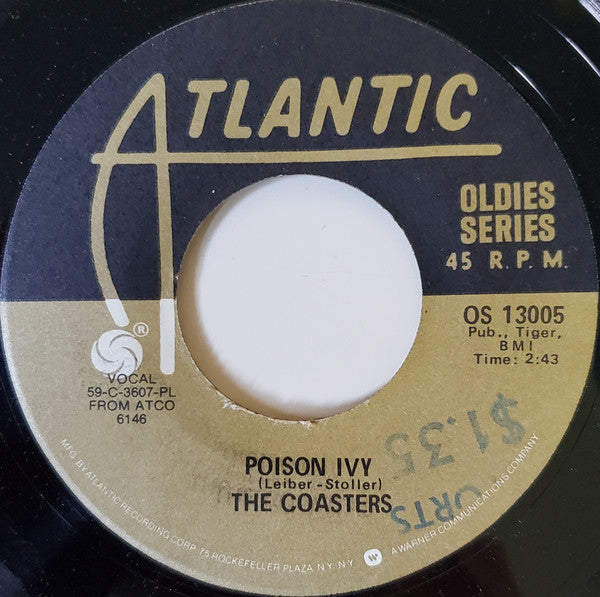 ATLANTIC
OLDIES
SERIES
45 R.P.M.
OS 13005
Pub., Tiger,
BMI
Time: 2:43
®
VOCAL
59-C-3607-PL
FROM ATCO
6146
$1.35
POISON IVY
(Leiber-Stoller)
THE COASTERS
MFG BY ATLANTIC RECORDING CORP. 75 ROCKEFELLER PLAZA N.Y. N.Y.
A WARNER COMMUNICATIONS COMPANY